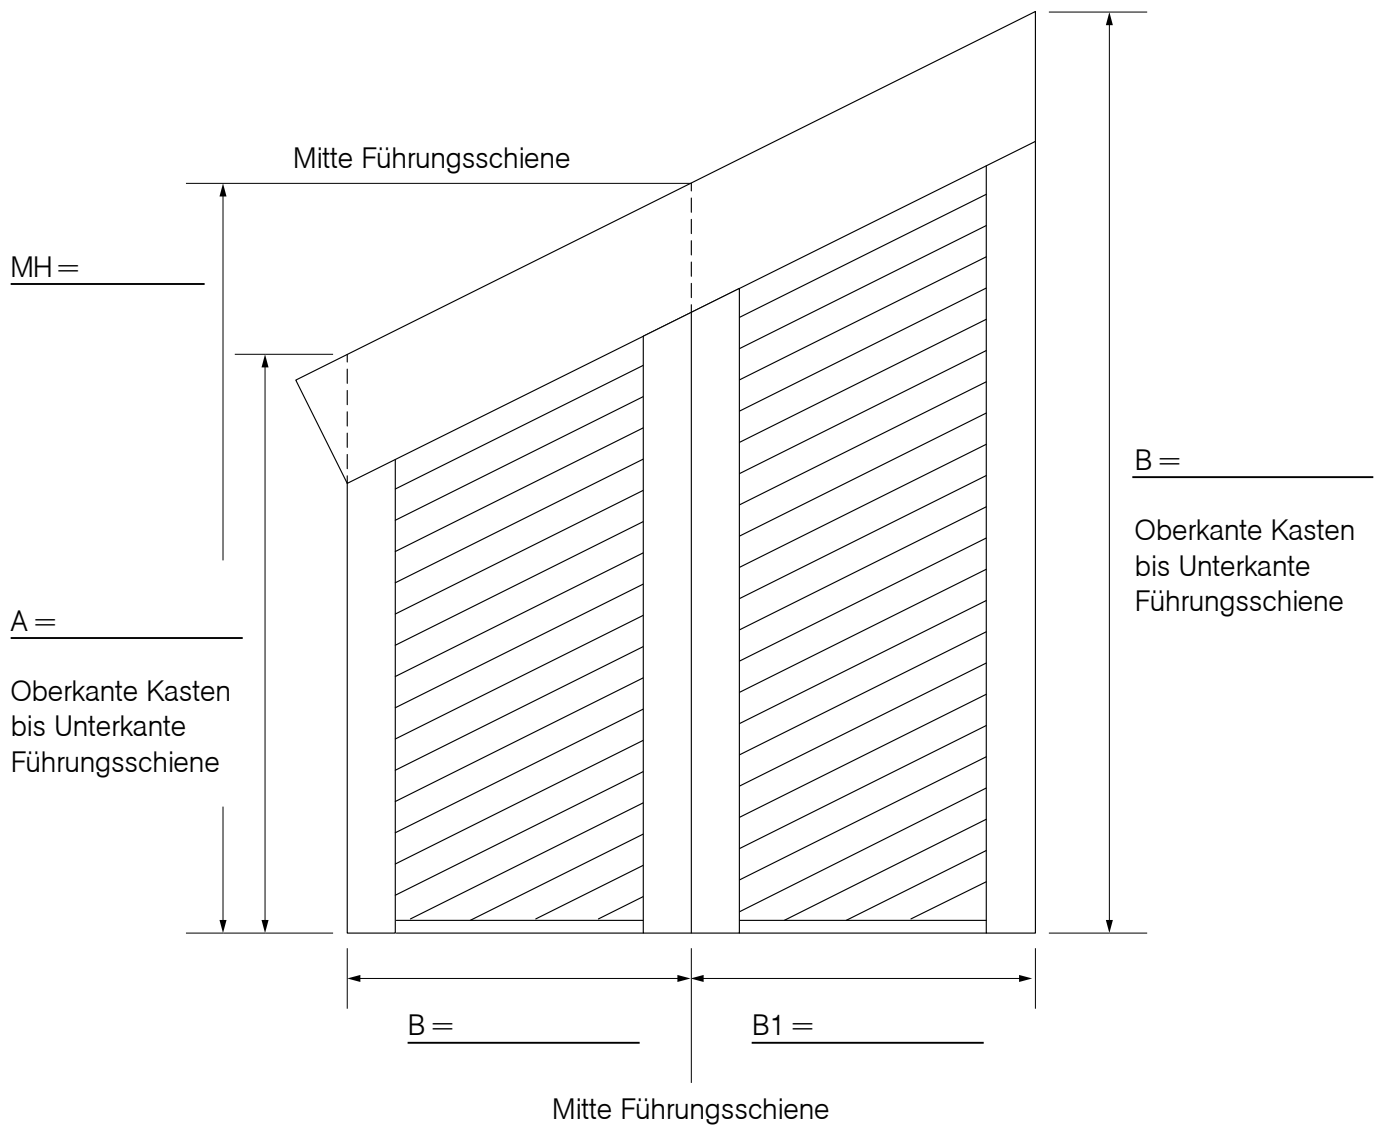 Mitte Führungsschiene
MH =
B =
Oberkante Kasten
bis Unterkante
Führungsschiene
A =
Oberkante Kasten
bis Unterkante
Führungsschiene
B =
B1 =
Mitte Führungsschiene